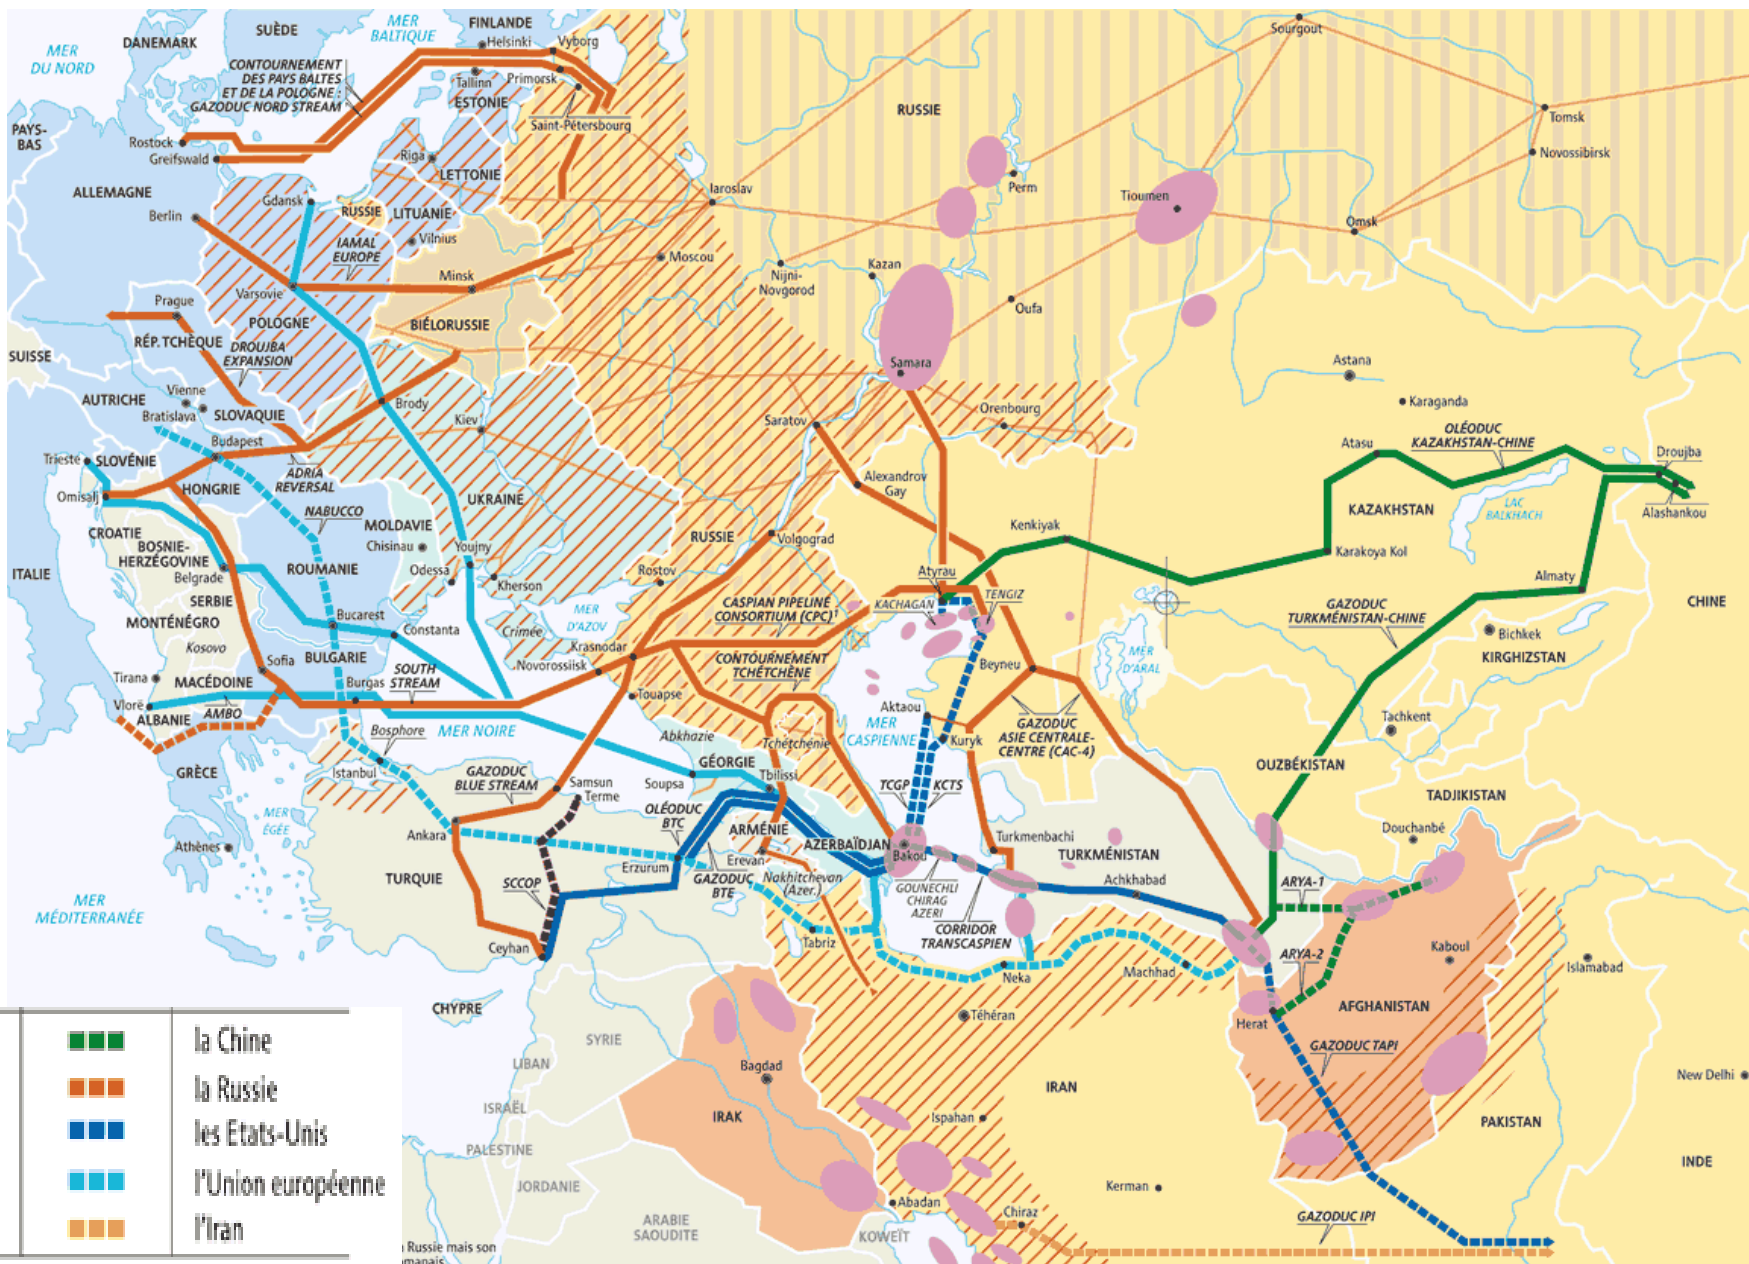 MER
DU NORD
DANEMARK
SUÈDE
MER
BALTIQUE
FINLANDE
Helsinki
Vyborg
CONTOURNEMENT
DES PAYS BALTES
ET DE LA POLOGNE :
GAZODUC NORD STREAM
Tallinn
Primorsk
ESTONIE
Saint-Pétersbourg
RUSSIE
Sourgout
Tomsk
Novossibirsk
PAYS-
BAS
Rostock
Greifswald
Riga
LETTONIE
ALLEMAGNE
Berlin
Gdansk
RUSSIE
LITUANIE
Vilnius
Iaroslav
Perm
Tioumen
Omsk
IAMAL
EUROPE
Minsk
Moscou
Nijni-
Novgorod
Kazan
Oufa
Varsovie
Prague
POLOGNE
BIÉLORUSSIE
RÉP. TCHÈQUE
DROUJBA
EXPANSION
SUISSE
Samara
Astana
Vienne
AUTRICHE
Bratislava
SLOVAQUIE
Brody
Kiev
Saratov
Orenbourg
Karaganda
OLÉODUC
KAZAKHSTAN-CHINE
Atasu
Droujba
Budapest
Trieste
SLOVÉNIE
ADRIA
REVERSAL
Alexandrov
Gay
Omisalj
HONGRIE
UKRAINE
NABUCCO
MOLDAVIE
KAZAKHSTAN
LAC
BALKHACH
Alashankou
CROATIE
BOSNIE-
HERZÉGOVINE
Chisinau
Youjny
RUSSIE
Volgograd
Kenkiyak
Karakoya Kol
ITALIE
Belgrade
ROUMANIE
Odessa
Kherson
Rostov
Atyrau
Almaty
SERBIE
MONTÉNÉGRO
Bucarest
Constanta
MER
D'AZOV
CASPIAN PIPELINE
CONSORTIUM (CPC)¹
KACHAGAN
TENGIZ
GAZODUC
TURKMÉNISTAN-CHINE
CHINE
Kosovo
Crimée
Krasnodar
Bichkek
KIRGHIZSTAN
Sofia
BULGARIE
SOUTH
STREAM
Novorossiisk
CONTOURNEMENT
TCHÉTCHÈNE
Beyneu
MER
D'ARAL
Tirana
MACÉDOINE
Burgas
Touapse
Vlorë
ALBANIE
AMBO
MER NOIRE
Aktaou
MER
CASPIENNE
Kuryk
GAZODUC
ASIE CENTRALE-
CENTRE (CAC-4)
Tachkent
Bosphore
Abkhazie
Tchétchénie
GRÈCE
Istanbul
GAZODUC
BLUE STREAM
Samsun
Terme
Soupsa
GÉORGIE
Tbilissi
TCGP
KCTS
OUZBÉKISTAN
TADJIKISTAN
MER
ÉGÉE
OLÉODUC
BTC
Ankara
ARMÉNIE
AZERBAÏDJAN
Bakou
Turkmenbachi
TURKMÉNISTAN
Douchanbé
Athènes
Erzurum
Erevan
TURQUIE
SCCOP
GAZODUC
BTE
Nakhitchevan
(Azer.)
GOUNECHLI
CHIRAG
AZERI
Achkhabad
ARYA-1
MER
MÉDITERRANÉE
Ceyhan
Tabriz
CORRIDOR
TRANSCASPIEN
Neka
Machhad
ARYA-2
Kaboul
Islamabad
CHYPRE
AFGHANISTAN
Herat
Téhéran
SYRIE
LIBAN
Bagdad
IRAN
GAZODUC TAPI
New Delhi
ISRAËL
IRAK
Ispahan
PAKISTAN
PALESTINE
INDE
JORDANIE
Kerman
Abadan
Chiraz
GAZODUC IPI
ARABIE
SAOUDITE
KOWEÏT
la Chine
la Russie
les Etats-Unis
l'Union européenne
l'Iran
Russie mais son